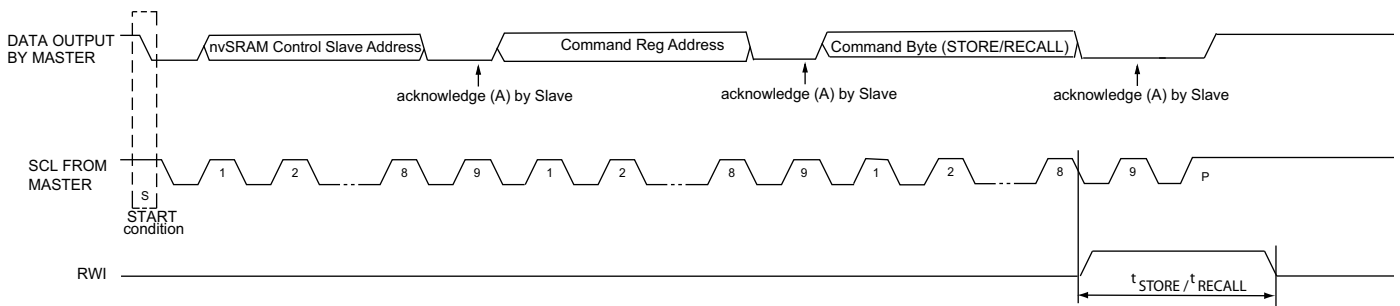 DATA OUTPUT
BY MASTER
nvSRAM Control Slave Address
Command Reg Address
Command Byte (STORE/RECALL)
acknowledge (A) by Slave
acknowledge (A) by Slave
acknowledge (A) by Slave
SCL FROM
MASTER
1 2 8 9 1 2 8 9 1 2 8 9 P
S
START
condition
RWI
tSTORE / tRECALL